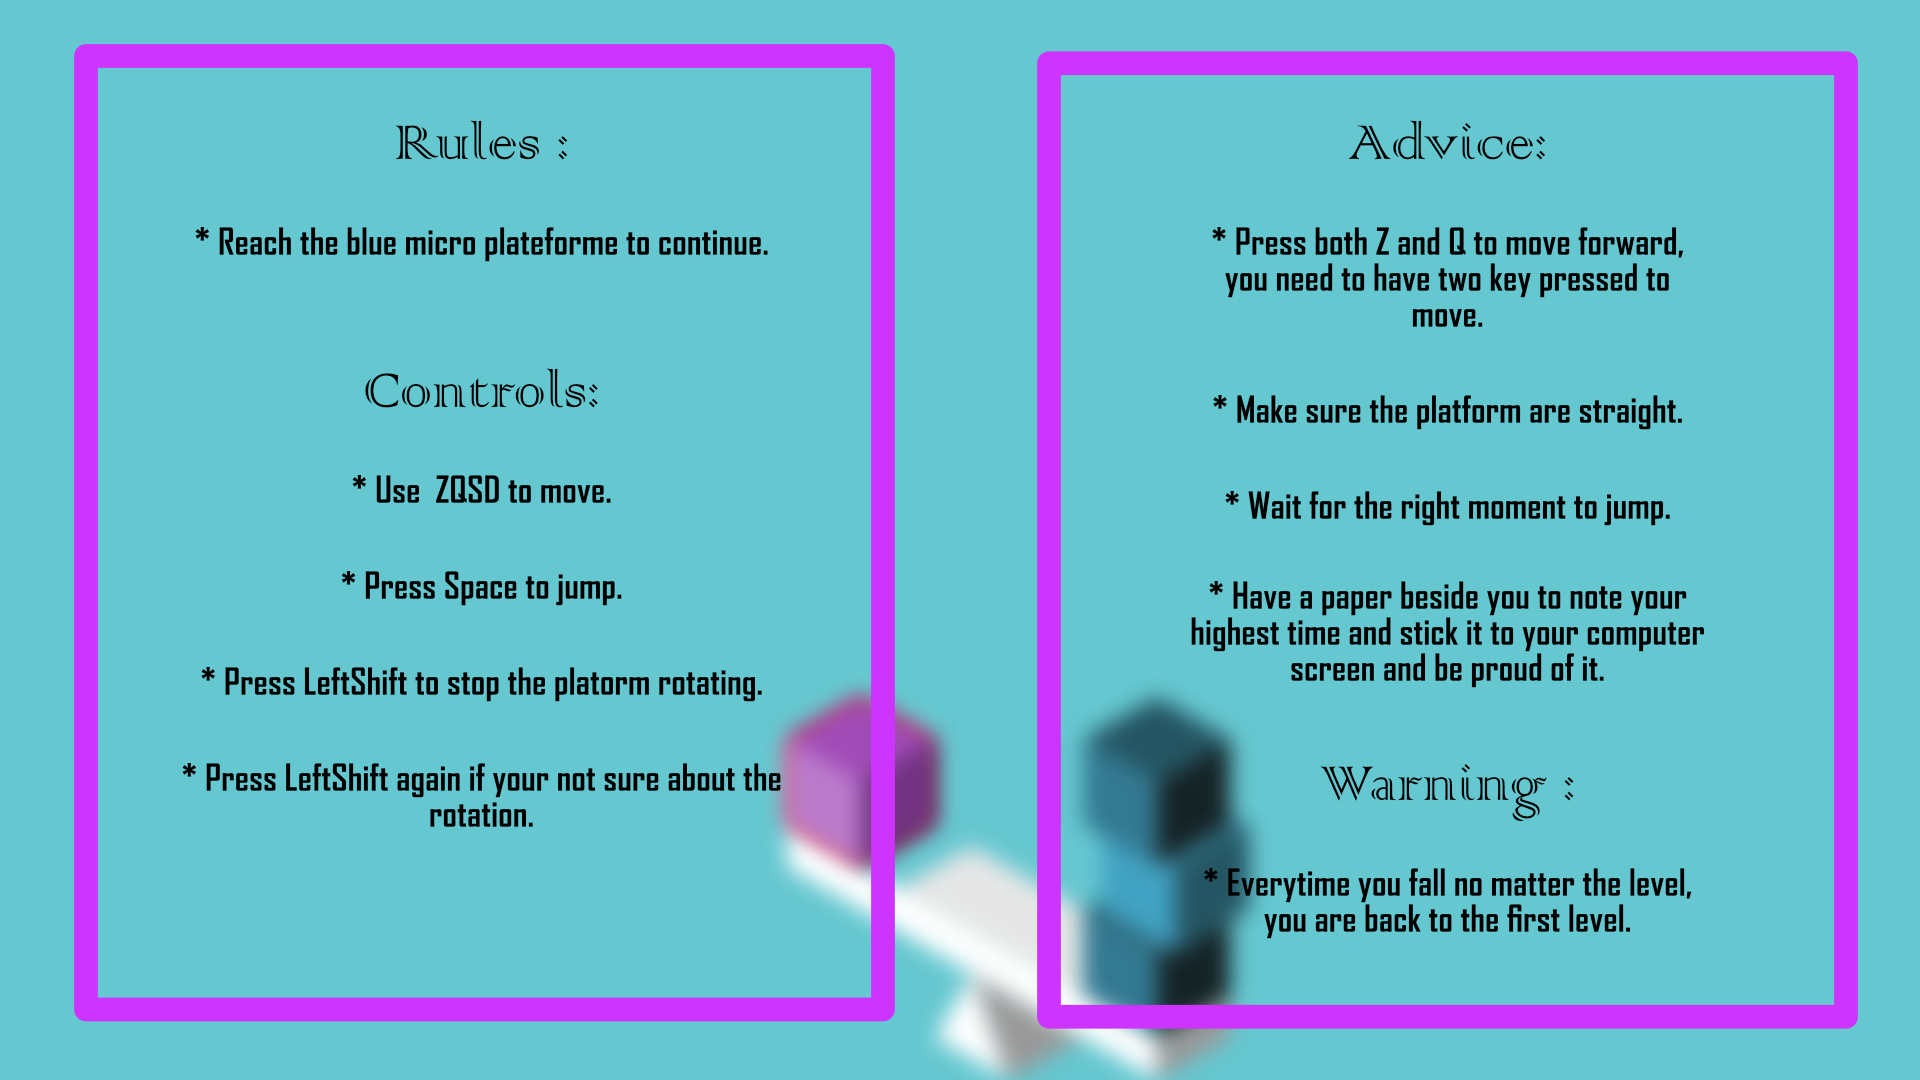 Rules :
* Reach the blue micro plateforme to continue.
Controls:
* Use  ZQSD to move.
* Press Space to jump.
* Press LeftShift to stop the platorm rotating.
* Press LeftShift again if your not sure about the
rotation.
Advice:
* Press both Z and Q to move forward,
you need to have two key pressed to
move.
* Make sure the platform are straight.
* Wait for the right moment to jump.
* Have a paper beside you to note your
highest time and stick it to your computer
screen and be proud of it.
Warning :
* Everytime you fall no matter the level,
you are back to the first level.